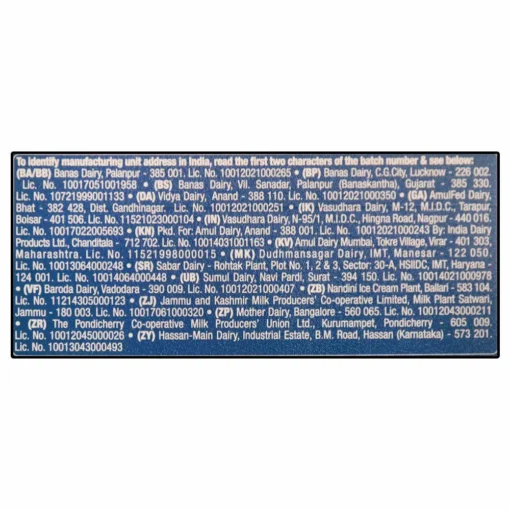 To identify manufacturing unit address in India, read the first two characters of the batch number & see below:
(BA/BB) Banas Dairy, Palanpur - 385 001. Lic. No. 10012021000265 • (BP) Banas Dairy, C.G.City, Lucknow - 226 002.
Lic. No. 10017051001958 • (BS) Banas Dairy, Vil. Sanadar, Palanpur (Banaskantha), Gujarat - 385 330.
Lic. No. 10721999001133 • (DA) Vidya Dairy, Anand - 388 110. Lic. No. 10012021000350 • (GA) AmulFed Dairy,
Bhat - 382 428, Dist. Gandhinagar. Lic. No. 10012021000251 • (IK) Vasudhara Dairy, M-12, M.I.D.C., Tarapur,
Boisar - 401 506. Lic. No. 11521023000104 • (IN) Vasudhara Dairy, N-95/1, M.I.D.C., Hingna Road, Nagpur - 440 016.
Lic. No. 10017022005693 • (KN) Pkd. For: Amul Dairy, Anand - 388 001. Lic. No. 10012021000243 By: India Dairy
Products Ltd., Chanditala - 712 702. Lic. No. 10014031001163 • (KV) Amul Dairy Mumbai, Tokre Village, Virar - 401 303,
Maharashtra. Lic. No. 11521998000015 • (MK) Dudhmansagar Dairy, IMT, Manesar - 122 050.
Lic. No. 10013064000248 • (SR) Sabar Dairy - Rohtak Plant, Plot No. 1, 2 & 3, Sector: 30-A, HSIIDC, IMT, Haryana -
124 001. Lic. No. 10014064000448 • (UB) Sumul Dairy, Navi Pardi, Surat - 394 150. Lic. No. 10014021000978
• (VF) Baroda Dairy, Vadodara - 390 009. Lic. No. 10012021000407 • (ZB) Nandini Ice Cream Plant, Ballari - 583 104.
Lic. No. 11214305000123 • (ZJ) Jammu and Kashmir Milk Producers' Co-operative Limited, Milk Plant Satwari,
Jammu - 180 003. Lic. No. 10017061000320 • (ZP) Mother Dairy, Bangalore - 560 065. Lic. No. 10012043000211
• (ZR) The Pondicherry Co-operative Milk Producers' Union Ltd., Kurumampet, Pondicherry - 605 009.
Lic. No. 10012045000026 • (ZY) Hassan-Main Dairy, Industrial Estate, B.M. Road, Hassan (Karnataka) - 573 201.
Lic. No. 10013043000493